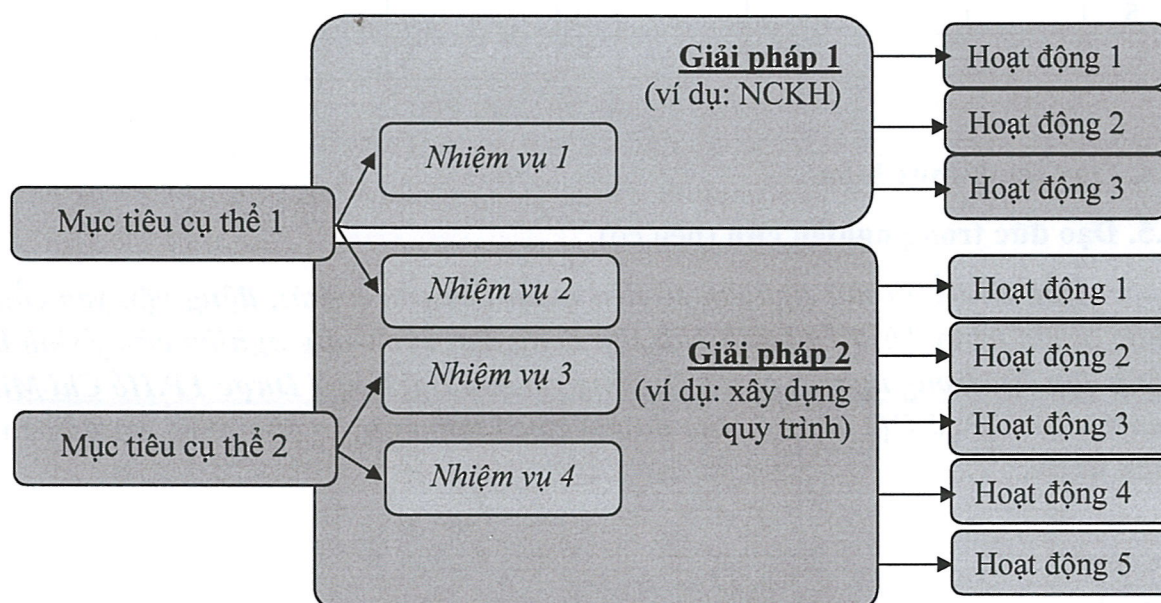 Giải pháp 1
(ví dụ: NCKH)
Nhiệm vụ 1
Mục tiêu cụ thể 1
Nhiệm vụ 2
Giải pháp 2
(ví dụ: xây dựng
quy trình)
Nhiệm vụ 3
Mục tiêu cụ thể 2
Nhiệm vụ 4
Hoạt động 1
Hoạt động 2
Hoạt động 3
Hoạt động 1
Hoạt động 2
Hoạt động 3
Hoạt động 4
Hoạt động 5